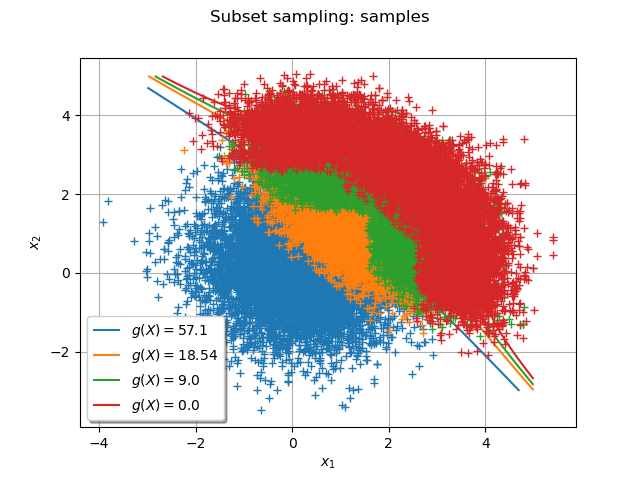 Subset sampling: samples
4
2
0
−2
x₂
g(X) = 57.1
g(X) = 18.54
g(X) = 9.0
g(X) = 0.0
−4
−2
0
2
4
x₁